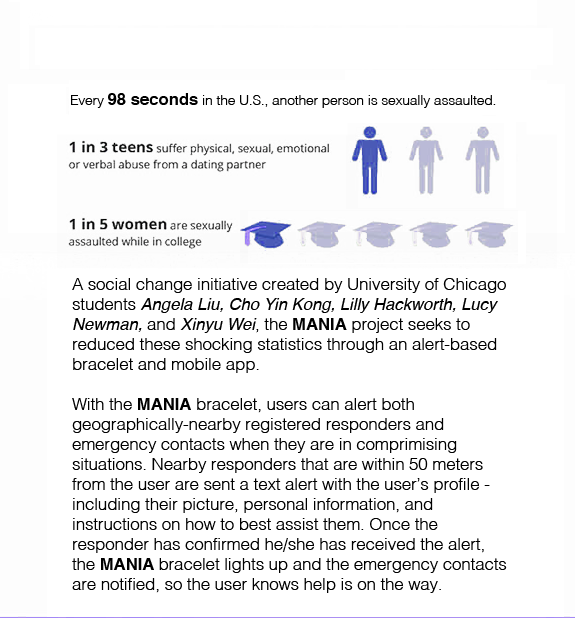 Every 98 seconds in the U.S., another person is sexually assaulted.
1 in 3 teens suffer physical, sexual, emotional
or verbal abuse from a dating partner
1 in 5 women are sexually
assaulted while in college
A social change initiative created by University of Chicago
students Angela Liu, Cho Yin Kong, Lilly Hackworth, Lucy
Newman, and Xinyu Wei, the MANIA project seeks to
reduced these shocking statistics through an alert-based
bracelet and mobile app.
With the MANIA bracelet, users can alert both
geographically-nearby registered responders and
emergency contacts when they are in comprimising
situations. Nearby responders that are within 50 meters
from the user are sent a text alert with the user's profile -
including their picture, personal information, and
instructions on how to best assist them. Once the
responder has confirmed he/she has received the alert,
the MANIA bracelet lights up and the emergency contacts
are notified, so the user knows help is on the way.